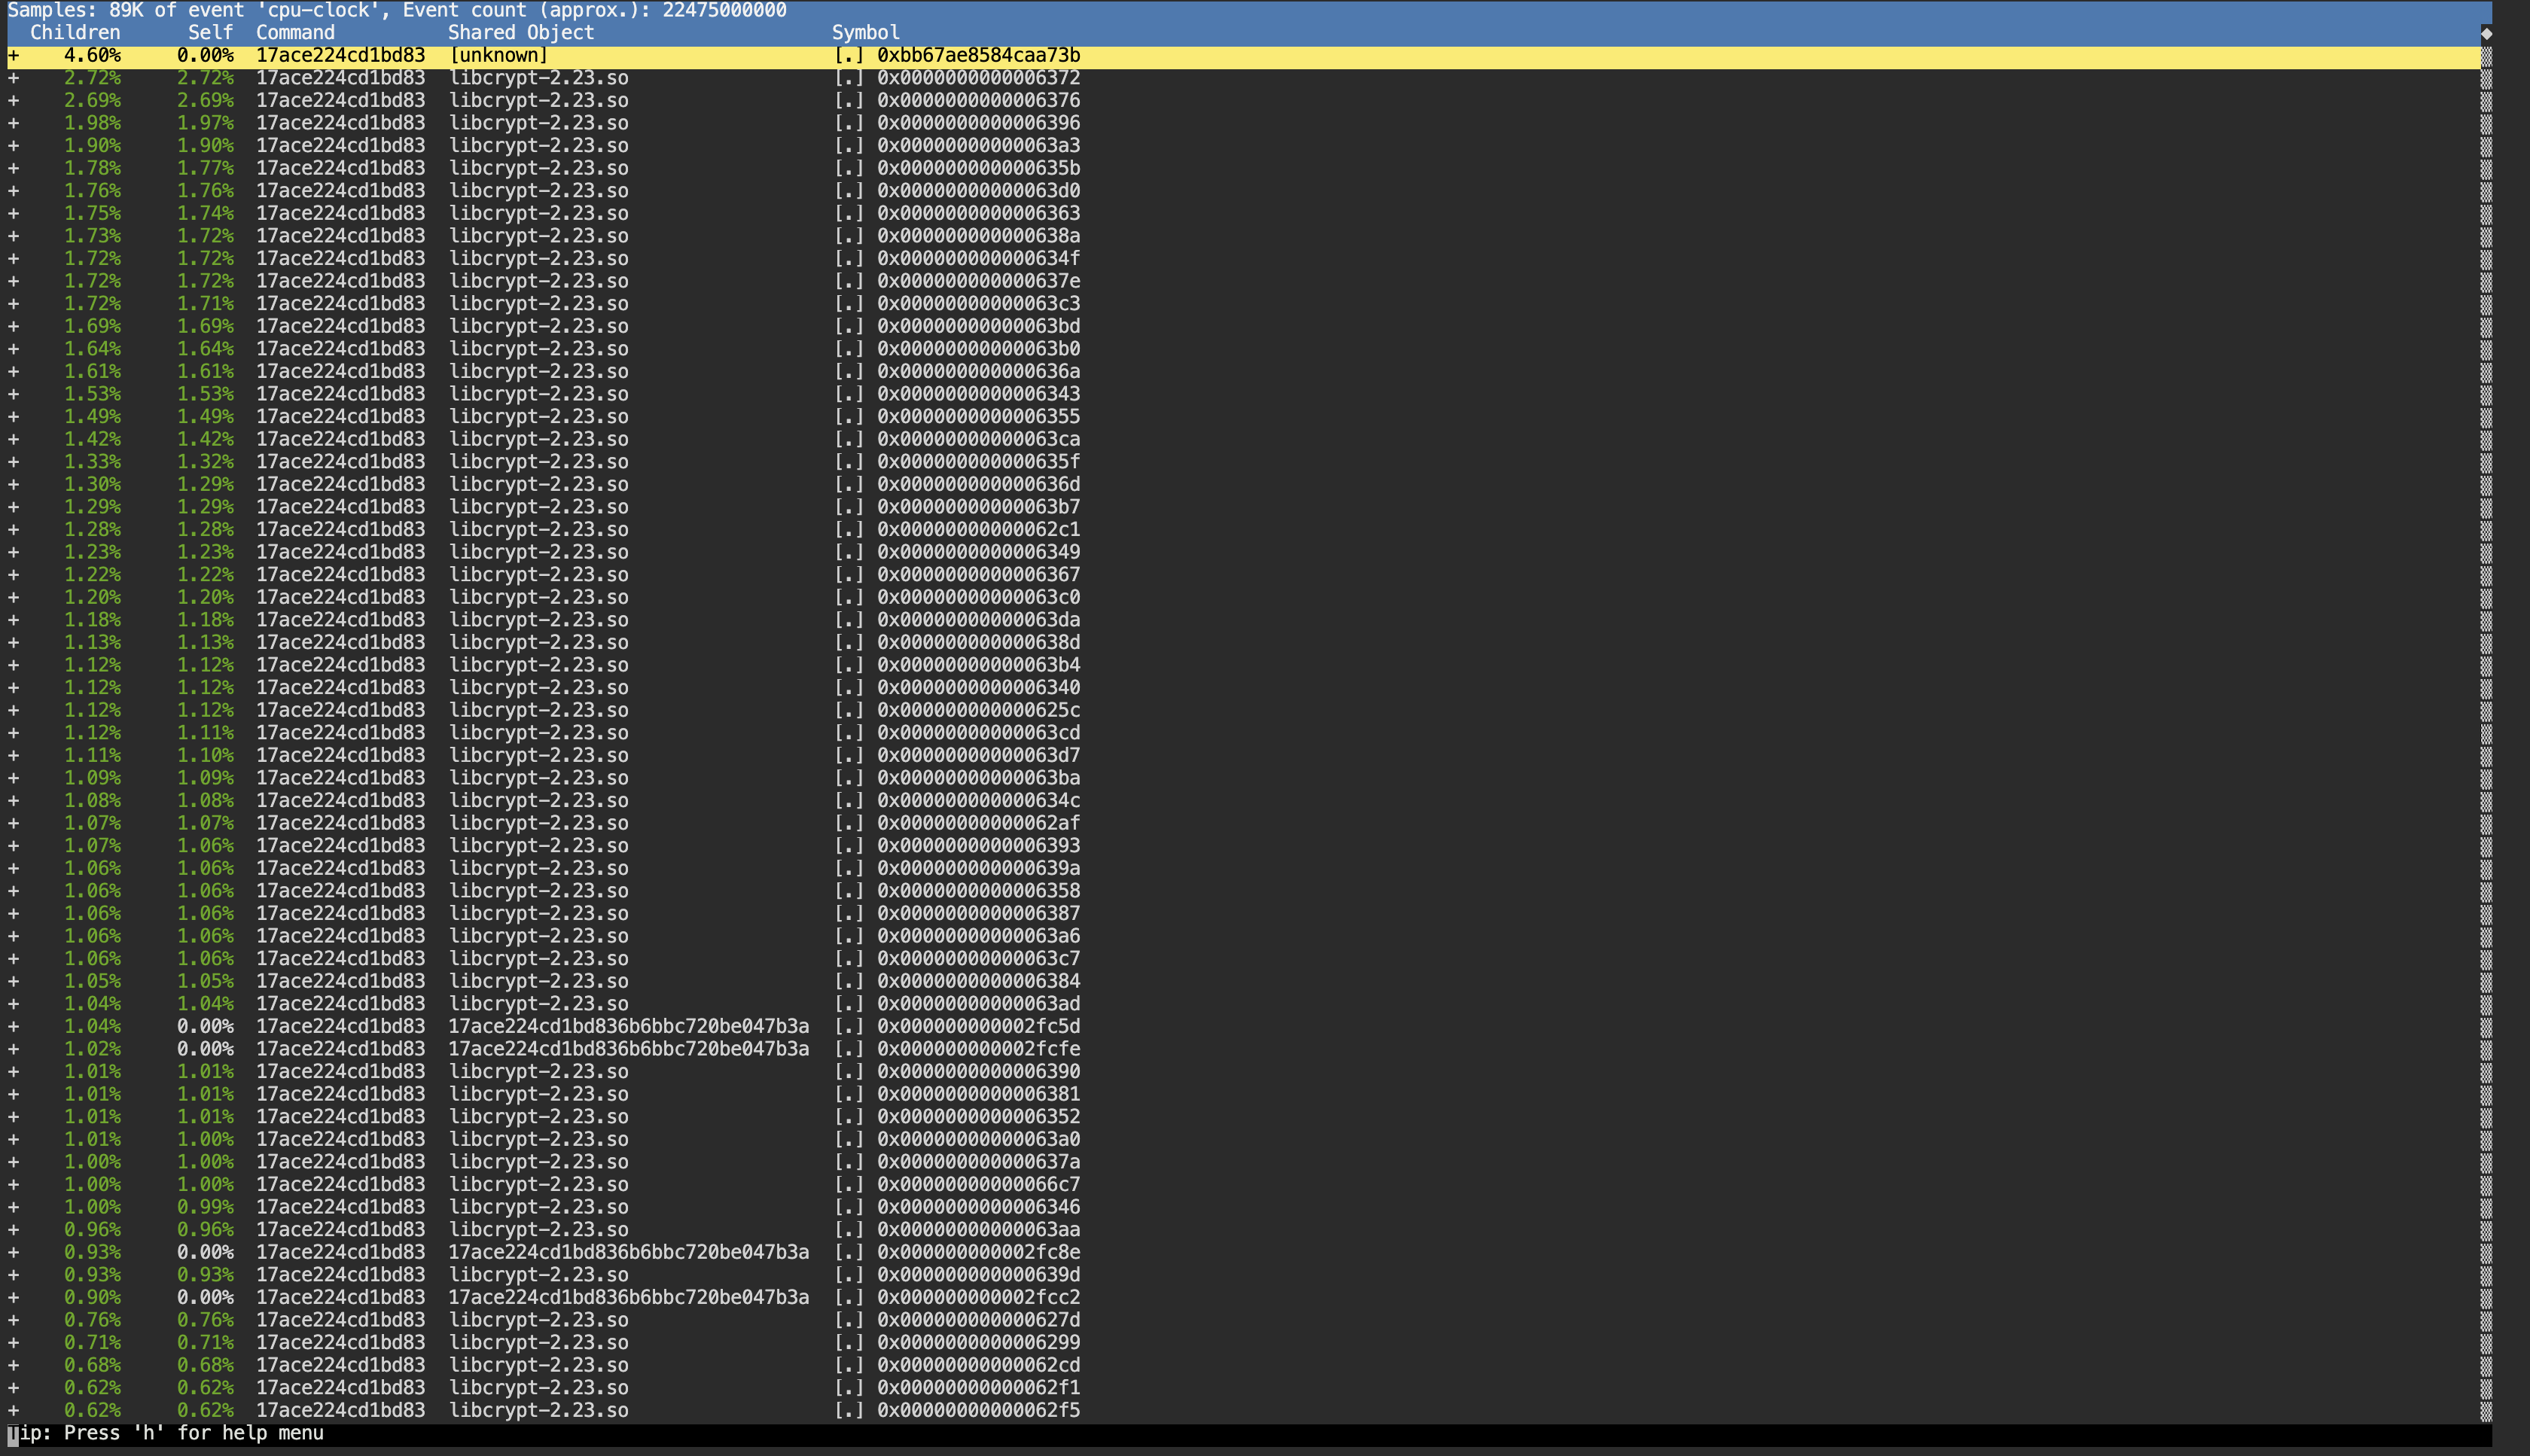 Samples: 89K of event 'cpu-clock', Event count (approx.): 22475000000
Children Self Command Shared Object Symbol
+ 4.60% 0.00% 17ace224cd1bd83 [unknown] [.] 0xbb67ae8584caa73b
+ 2.72% 2.72% 17ace224cd1bd83 libcrypt-2.23.so [.] 0x0000000000006372
+ 2.69% 2.69% 17ace224cd1bd83 libcrypt-2.23.so [.] 0x0000000000006376
+ 1.98% 1.97% 17ace224cd1bd83 libcrypt-2.23.so [.] 0x0000000000006396
+ 1.90% 1.90% 17ace224cd1bd83 libcrypt-2.23.so [.] 0x00000000000063a3
+ 1.78% 1.77% 17ace224cd1bd83 libcrypt-2.23.so [.] 0x000000000000635b
+ 1.76% 1.76% 17ace224cd1bd83 libcrypt-2.23.so [.] 0x00000000000063d0
+ 1.75% 1.74% 17ace224cd1bd83 libcrypt-2.23.so [.] 0x0000000000006363
+ 1.73% 1.72% 17ace224cd1bd83 libcrypt-2.23.so [.] 0x000000000000638a
+ 1.72% 1.72% 17ace224cd1bd83 libcrypt-2.23.so [.] 0x000000000000634f
+ 1.72% 1.72% 17ace224cd1bd83 libcrypt-2.23.so [.] 0x000000000000637e
+ 1.72% 1.71% 17ace224cd1bd83 libcrypt-2.23.so [.] 0x00000000000063c3
+ 1.69% 1.69% 17ace224cd1bd83 libcrypt-2.23.so [.] 0x00000000000063bd
+ 1.64% 1.64% 17ace224cd1bd83 libcrypt-2.23.so [.] 0x00000000000063b0
+ 1.61% 1.61% 17ace224cd1bd83 libcrypt-2.23.so [.] 0x000000000000636a
+ 1.53% 1.53% 17ace224cd1bd83 libcrypt-2.23.so [.] 0x0000000000006343
+ 1.49% 1.49% 17ace224cd1bd83 libcrypt-2.23.so [.] 0x0000000000006355
+ 1.42% 1.42% 17ace224cd1bd83 libcrypt-2.23.so [.] 0x00000000000063ca
+ 1.33% 1.32% 17ace224cd1bd83 libcrypt-2.23.so [.] 0x000000000000635f
+ 1.30% 1.29% 17ace224cd1bd83 libcrypt-2.23.so [.] 0x000000000000636d
+ 1.29% 1.29% 17ace224cd1bd83 libcrypt-2.23.so [.] 0x00000000000063b7
+ 1.28% 1.28% 17ace224cd1bd83 libcrypt-2.23.so [.] 0x00000000000062c1
+ 1.23% 1.23% 17ace224cd1bd83 libcrypt-2.23.so [.] 0x0000000000006349
+ 1.22% 1.22% 17ace224cd1bd83 libcrypt-2.23.so [.] 0x0000000000006367
+ 1.20% 1.20% 17ace224cd1bd83 libcrypt-2.23.so [.] 0x00000000000063c0
+ 1.18% 1.18% 17ace224cd1bd83 libcrypt-2.23.so [.] 0x00000000000063da
+ 1.13% 1.13% 17ace224cd1bd83 libcrypt-2.23.so [.] 0x000000000000638d
+ 1.12% 1.12% 17ace224cd1bd83 libcrypt-2.23.so [.] 0x00000000000063b4
+ 1.12% 1.12% 17ace224cd1bd83 libcrypt-2.23.so [.] 0x0000000000006340
+ 1.12% 1.12% 17ace224cd1bd83 libcrypt-2.23.so [.] 0x000000000000625c
+ 1.12% 1.11% 17ace224cd1bd83 libcrypt-2.23.so [.] 0x00000000000063cd
+ 1.11% 1.10% 17ace224cd1bd83 libcrypt-2.23.so [.] 0x00000000000063d7
+ 1.09% 1.09% 17ace224cd1bd83 libcrypt-2.23.so [.] 0x00000000000063ba
+ 1.08% 1.08% 17ace224cd1bd83 libcrypt-2.23.so [.] 0x000000000000634c
+ 1.07% 1.07% 17ace224cd1bd83 libcrypt-2.23.so [.] 0x00000000000062af
+ 1.07% 1.06% 17ace224cd1bd83 libcrypt-2.23.so [.] 0x0000000000006393
+ 1.06% 1.06% 17ace224cd1bd83 libcrypt-2.23.so [.] 0x000000000000639a
+ 1.06% 1.06% 17ace224cd1bd83 libcrypt-2.23.so [.] 0x0000000000006358
+ 1.06% 1.06% 17ace224cd1bd83 libcrypt-2.23.so [.] 0x0000000000006387
+ 1.06% 1.06% 17ace224cd1bd83 libcrypt-2.23.so [.] 0x00000000000063a6
+ 1.06% 1.06% 17ace224cd1bd83 libcrypt-2.23.so [.] 0x00000000000063c7
+ 1.05% 1.05% 17ace224cd1bd83 libcrypt-2.23.so [.] 0x0000000000006384
+ 1.04% 1.04% 17ace224cd1bd83 libcrypt-2.23.so [.] 0x00000000000063ad
+ 1.04% 0.00% 17ace224cd1bd83 17ace224cd1bd836b6bbc720be047b3a [.] 0x000000000002fc5d
+ 1.02% 0.00% 17ace224cd1bd83 17ace224cd1bd836b6bbc720be047b3a [.] 0x000000000002fcfe
+ 1.01% 1.01% 17ace224cd1bd83 libcrypt-2.23.so [.] 0x0000000000006390
+ 1.01% 1.01% 17ace224cd1bd83 libcrypt-2.23.so [.] 0x0000000000006381
+ 1.01% 1.01% 17ace224cd1bd83 libcrypt-2.23.so [.] 0x0000000000006352
+ 1.01% 1.00% 17ace224cd1bd83 libcrypt-2.23.so [.] 0x00000000000063a0
+ 1.00% 1.00% 17ace224cd1bd83 libcrypt-2.23.so [.] 0x000000000000637a
+ 1.00% 1.00% 17ace224cd1bd83 libcrypt-2.23.so [.] 0x00000000000066c7
+ 1.00% 0.99% 17ace224cd1bd83 libcrypt-2.23.so [.] 0x0000000000006346
+ 0.96% 0.96% 17ace224cd1bd83 libcrypt-2.23.so [.] 0x00000000000063aa
+ 0.93% 0.00% 17ace224cd1bd83 17ace224cd1bd836b6bbc720be047b3a [.] 0x000000000002fc8e
+ 0.93% 0.93% 17ace224cd1bd83 libcrypt-2.23.so [.] 0x000000000000639d
+ 0.90% 0.00% 17ace224cd1bd83 17ace224cd1bd836b6bbc720be047b3a [.] 0x000000000002fcc2
+ 0.76% 0.76% 17ace224cd1bd83 libcrypt-2.23.so [.] 0x000000000000627d
+ 0.71% 0.71% 17ace224cd1bd83 libcrypt-2.23.so [.] 0x0000000000006299
+ 0.68% 0.68% 17ace224cd1bd83 libcrypt-2.23.so [.] 0x00000000000062cd
+ 0.62% 0.62% 17ace224cd1bd83 libcrypt-2.23.so [.] 0x00000000000062f1
+ 0.62% 0.62% 17ace224cd1bd83 libcrypt-2.23.so [.] 0x00000000000062f5
Tip: Press 'h' for help menu